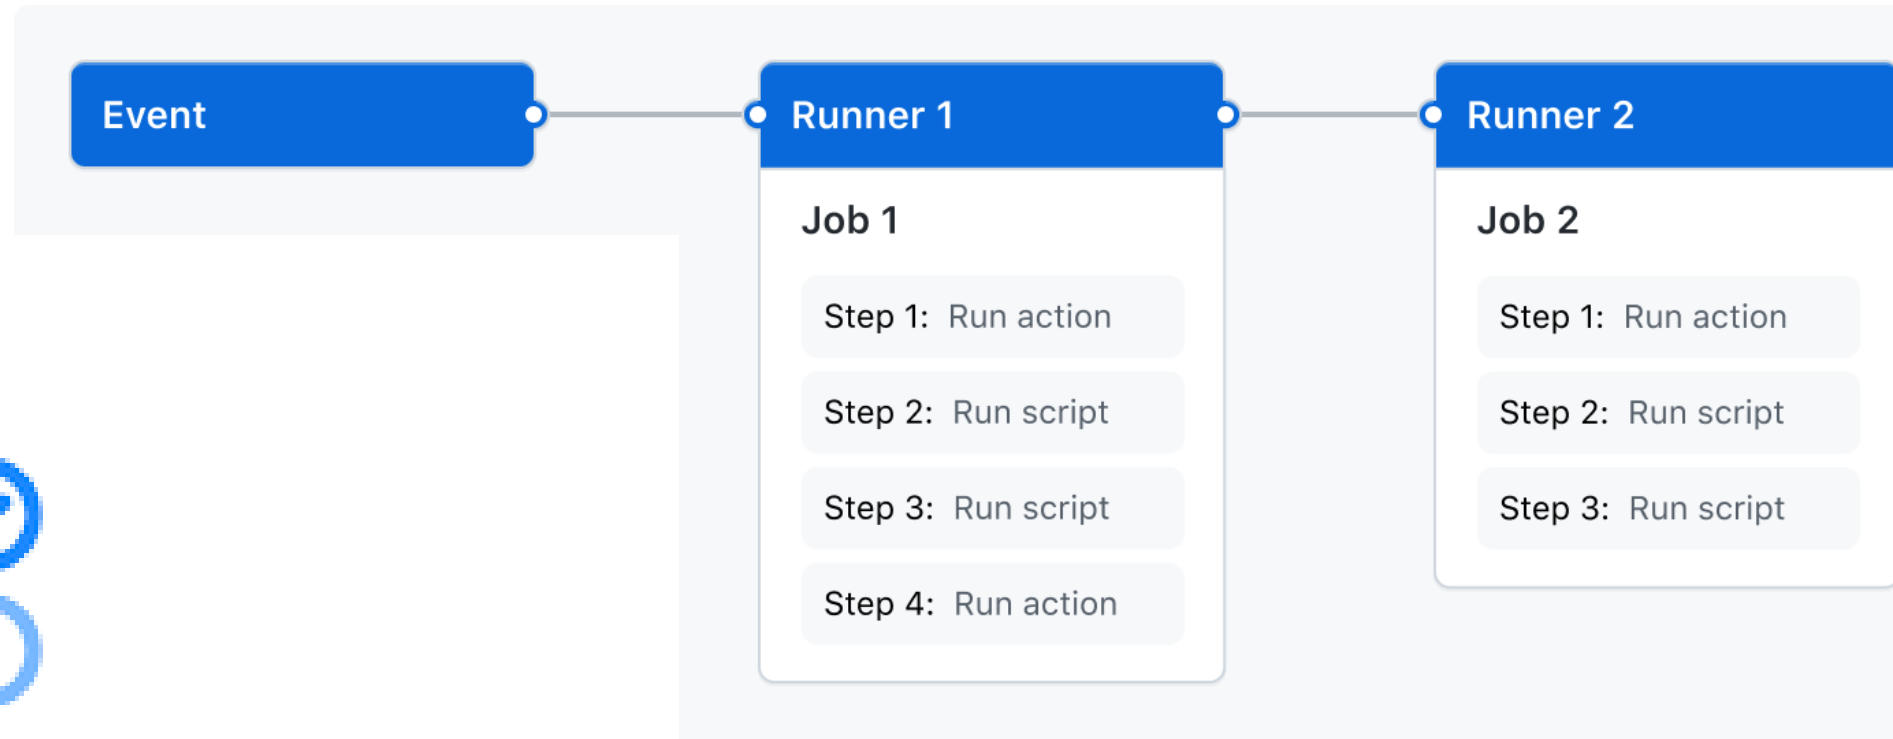 Event
Runner 1
Job 1
Step 1: Run action
Step 2: Run script
Step 3: Run script
Step 4: Run action
Runner 2
Job 2
Step 1: Run action
Step 2: Run script
Step 3: Run script